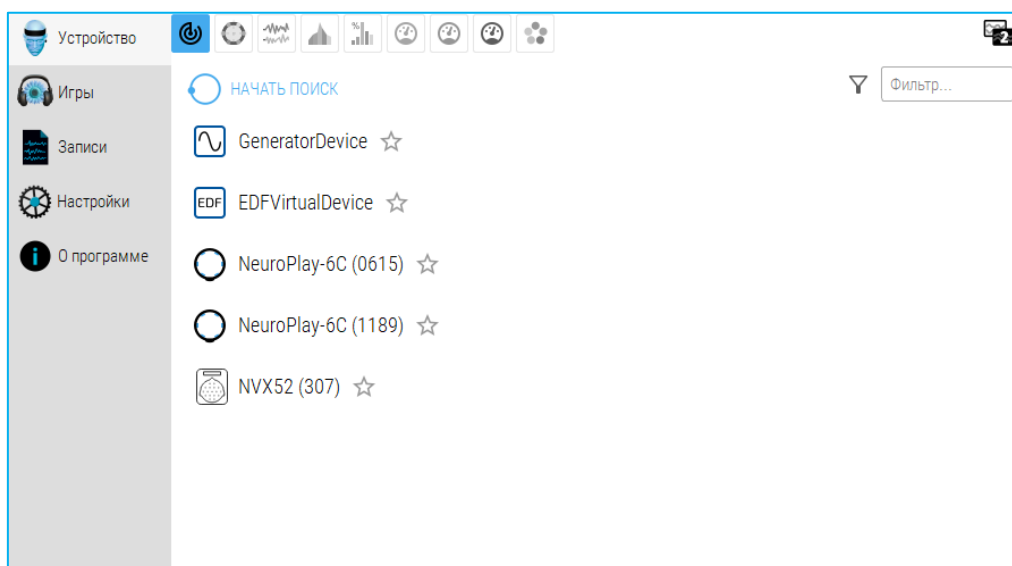 Устройство
Игры
Записи
Настройки
О программе
%
2
НАЧАТЬ ПОИСК
Фильтр...
GeneratorDevice
EDF EDFVirtualDevice
NeuroPlay-6C (0615)
NeuroPlay-6C (1189)
NVX52 (307)